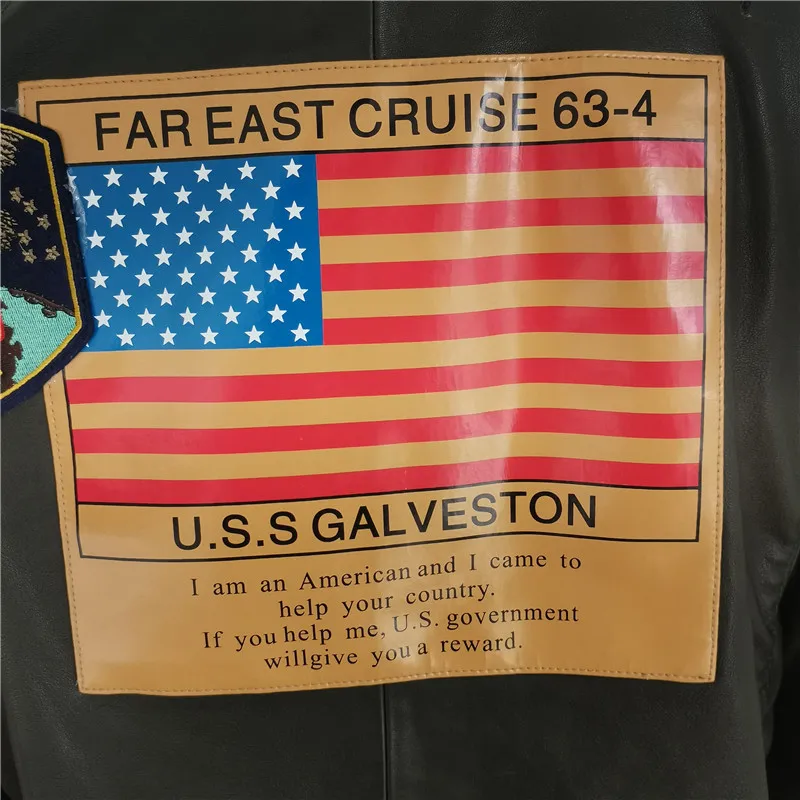 FAR EAST CRUISE 63-4
U.S.S GALVESTON
I am an American and I came to
help your country.
If you help me, U.S. government
willgive you a reward.